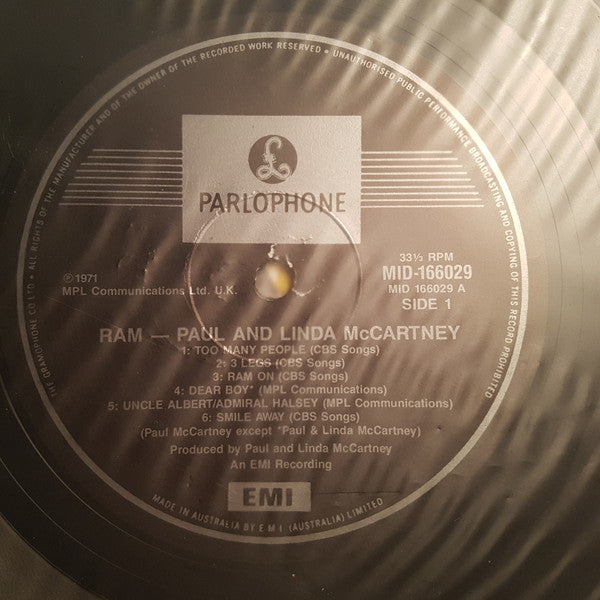 THE GRAMOPHONE CO LTD • ALL RIGHTS OF THE MANUFACTURER AND OF THE OWNER OF THE RECORDED WORK RESERVED • UNAUTHORISED PUBLIC PERFORMANCE BROADCASTING AND COPYING OF THIS RECORD PROHIBITED
PARLOPHONE
℗1971
MPL Communications Ltd. U.K.
33⅓ RPM
MID-166029
MID 166029 A
SIDE 1
RAM — PAUL AND LINDA McCARTNEY
1: TOO MANY PEOPLE (CBS Songs)
2: 3 LEGS (CBS Songs)
3: RAM ON (CBS Songs)
4: DEAR BOY* (MPL Communications)
5: UNCLE ALBERT/ADMIRAL HALSEY (MPL Communications)
6: SMILE AWAY (CBS Songs)
(Paul McCartney except *Paul & Linda McCartney)
Produced by Paul and Linda McCartney
An EMI Recording
EMI
MADE IN AUSTRALIA BY E M I (AUSTRALIA) LIMITED